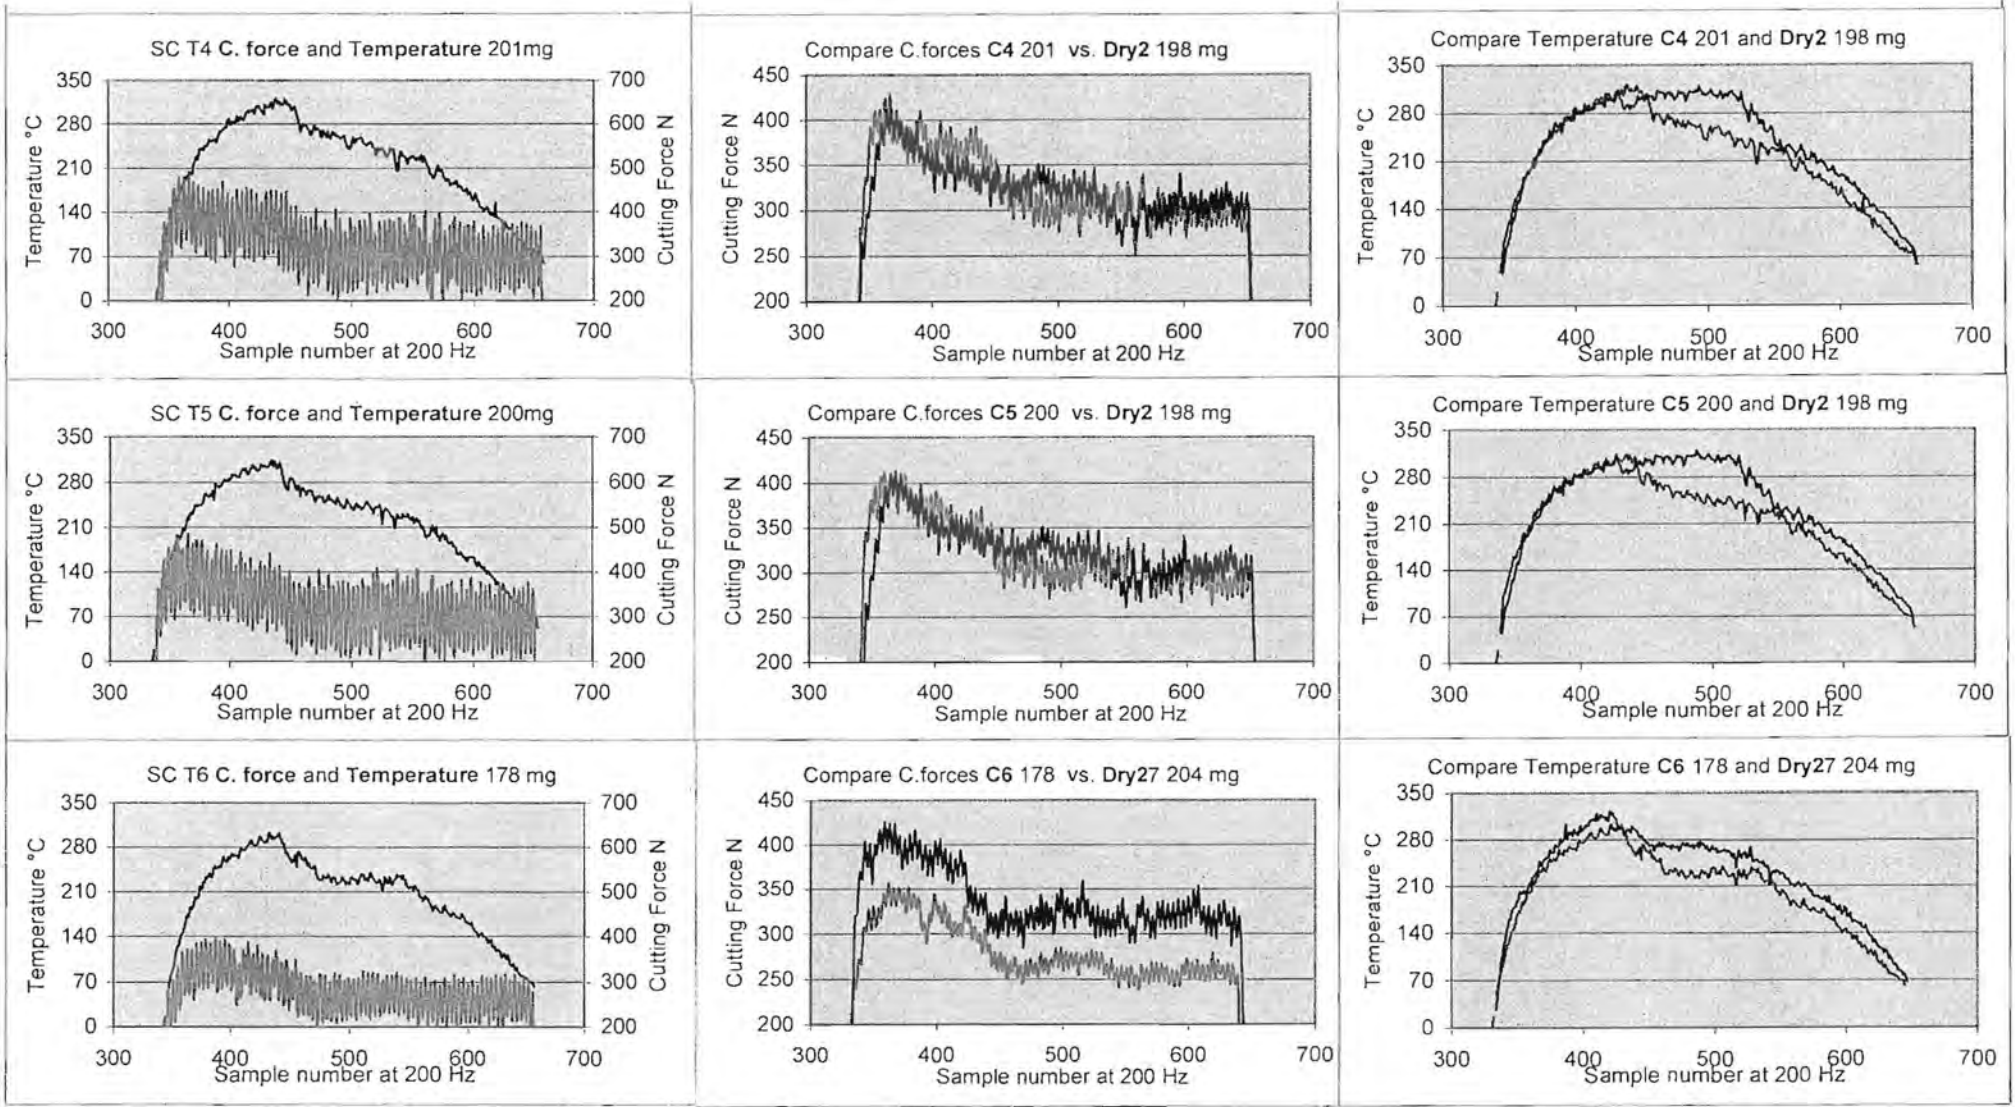 SC T4 C. force and Temperature 201mg
350
280
210
140
70
0
700
600
500
400
300
200
300 400 500 600 700
Temperature °C
Cutting Force N
Sample number at 200 Hz
Compare C.forces C4 201 vs. Dry2 198 mg
450
400
350
300
250
200
300 400 500 600 700
Cutting Force N
Sample number at 200 Hz
Compare Temperature C4 201 and Dry2 198 mg
350
280
210
140
70
0
300 400 500 600 700
Temperature °C
Sample number at 200 Hz
SC T5 C. force and Temperature 200mg
350
280
210
140
70
0
700
600
500
400
300
200
300 400 500 600 700
Temperature °C
Cutting Force N
Sample number at 200 Hz
Compare C.forces C5 200 vs. Dry2 198 mg
450
400
350
300
250
200
300 400 500 600 700
Cutting Force N
Sample number at 200 Hz
Compare Temperature C5 200 and Dry2 198 mg
350
280
210
140
70
0
300 400 500 600 700
Temperature °C
Sample number at 200 Hz
SC T6 C. force and Temperature 178 mg
350
280
210
140
70
0
700
600
500
400
300
200
300 400 500 600 700
Temperature °C
Cutting Force N
Sample number at 200 Hz
Compare C.forces C6 178 vs. Dry27 204 mg
450
400
350
300
250
200
300 400 500 600 700
Cutting Force N
Sample number at 200 Hz
Compare Temperature C6 178 and Dry27 204 mg
350
280
210
140
70
0
300 400 500 600 700
Temperature °C
Sample number at 200 Hz